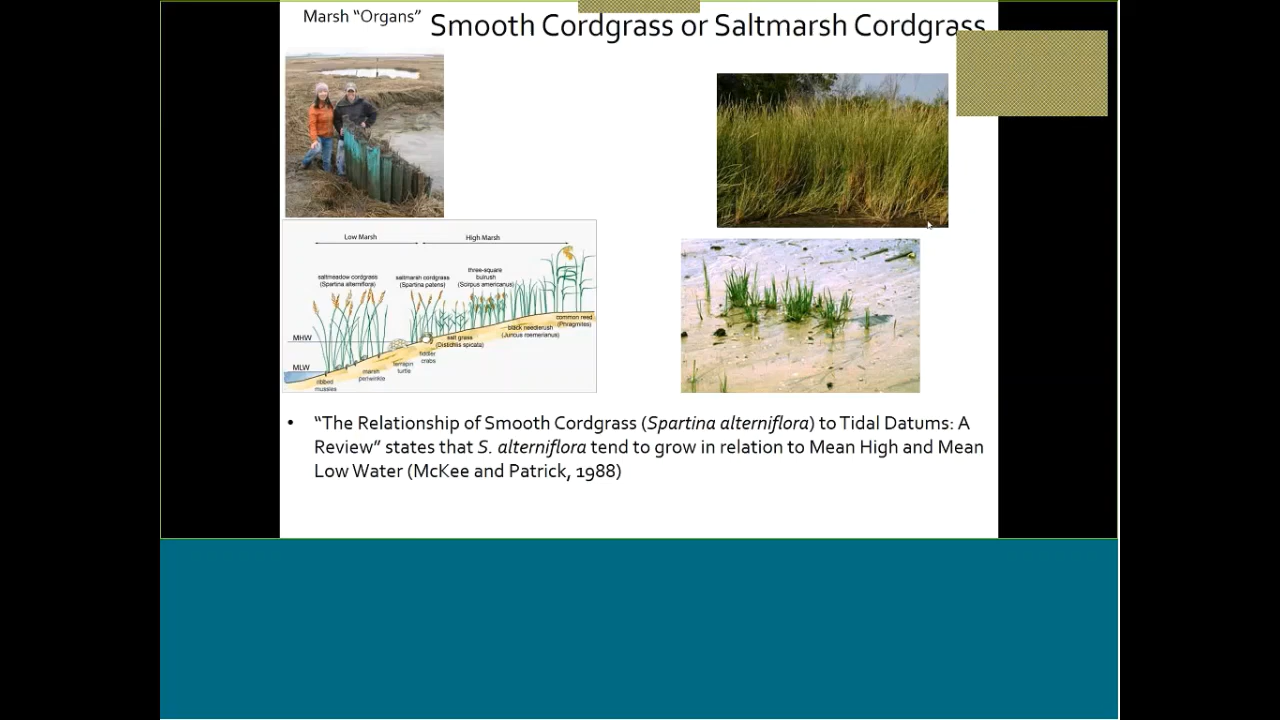 Marsh “Organs”
Smooth Cordgrass or Saltmarsh Cordgrass
Low Marsh
High Marsh
saltmeadow cordgrass
(Spartina alterniflora)
saltmarsh cordgrass
(Spartina patens)
three-square
bulrush
(Scirpus americanus)
MHW
MLW
ribbed
mussels
marsh
periwinkle
terrapin
turtle
fiddler
crabs
salt grass
(Distichlis spicata)
black needlerush
(Juncus roemerianus)
common reed
(Phragmites)
• “The Relationship of Smooth Cordgrass (Spartina alterniflora) to Tidal Datums: A
Review” states that S. alterniflora tend to grow in relation to Mean High and Mean
Low Water (McKee and Patrick, 1988)